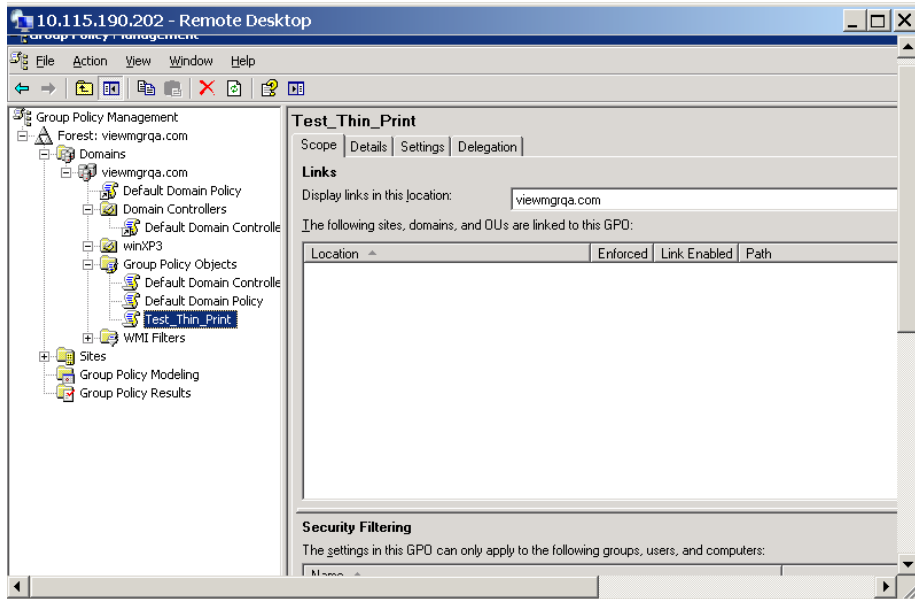 10.115.190.202 - Remote Desktop
Group Policy Management
File Action View Window Help
Group Policy Management
Forest: viewmgrqa.com
Domains
viewmgrqa.com
Default Domain Policy
Domain Controllers
Default Domain Controlle
winXP3
Group Policy Objects
Default Domain Controlle
Default Domain Policy
Test_Thin_Print
WMI Filters
Sites
Group Policy Modeling
Group Policy Results
Test_Thin_Print
Scope Details Settings Delegation
Links
Display links in this location: viewmgrqa.com
The following sites, domains, and OUs are linked to this GPO:
Location Enforced Link Enabled Path
Security Filtering
The settings in this GPO can only apply to the following groups, users, and computers:
Name